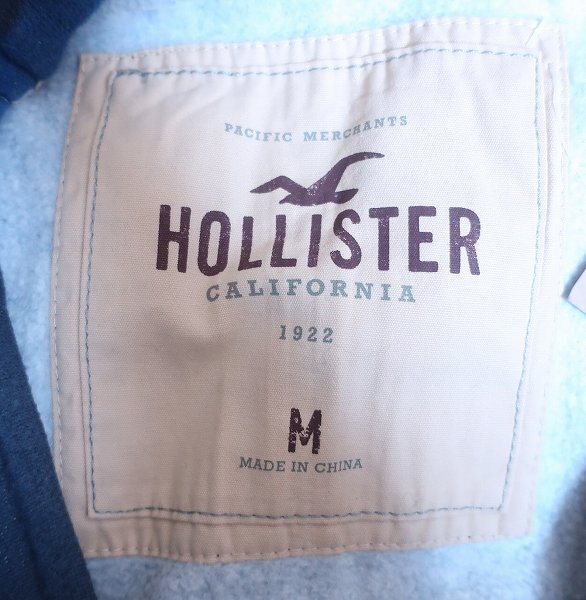 PACIFIC MERCHANTS
HOLLISTER
CALIFORNIA
1922
M
MADE IN CHINA